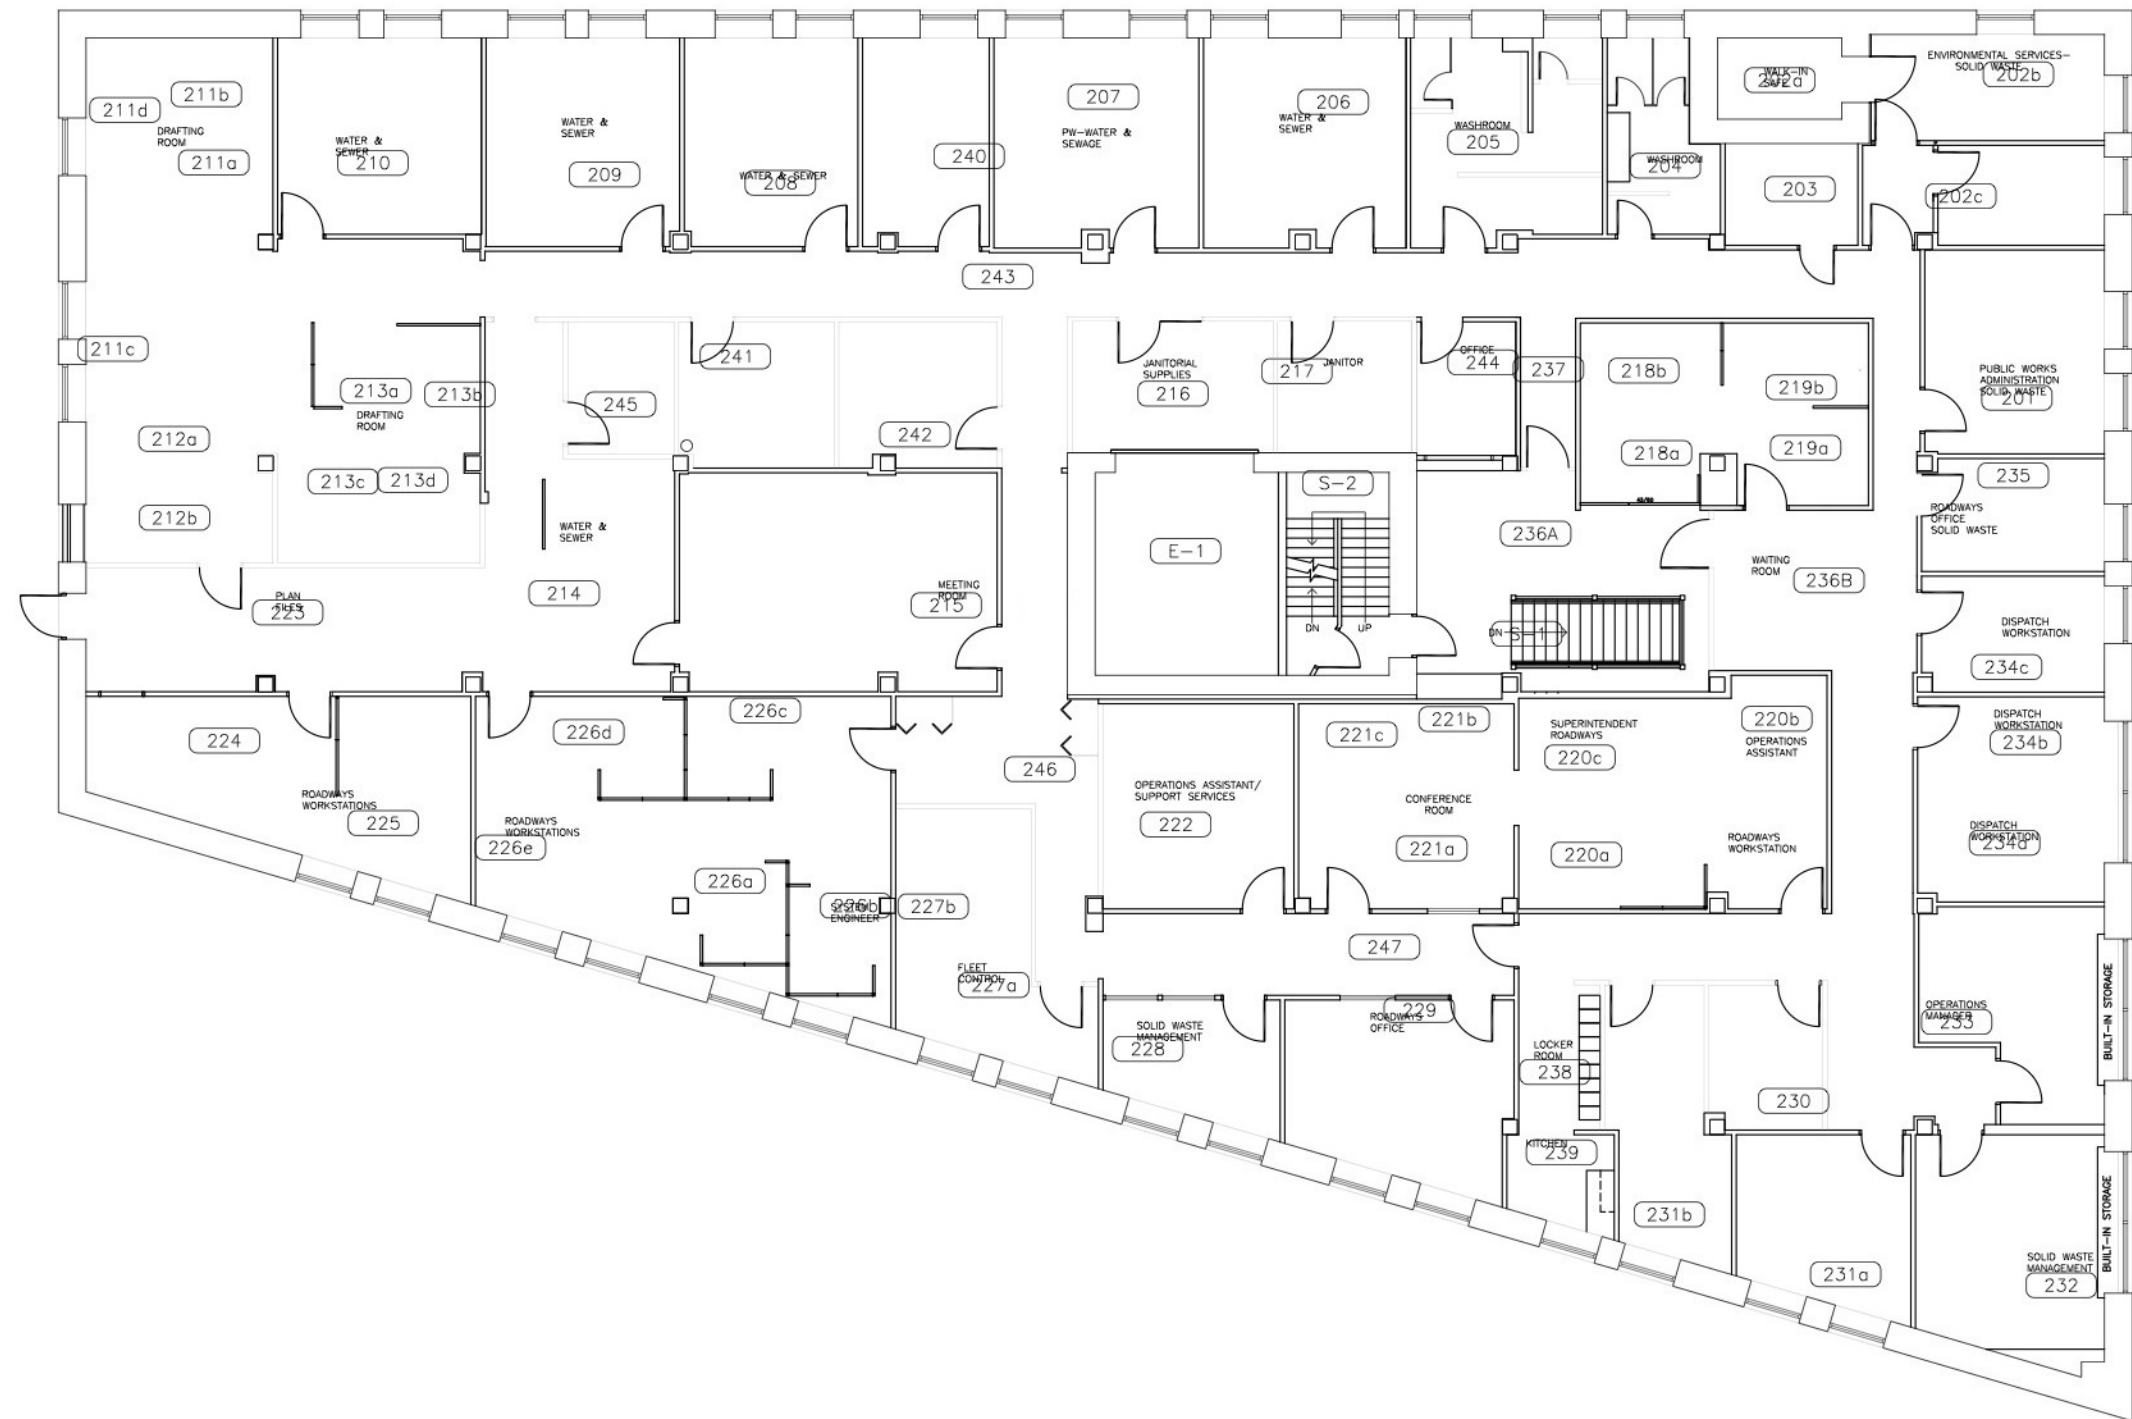 ENVIRONMENTAL SERVICES-
SOLID WASTE
202b
WALK-IN
SAFE
202a
211b
211d
DRAFTING
ROOM
211a
WATER &
SEWER
210
WATER &
SEWER
209
WATER & SEWER
208
240
207
PW-WATER &
SEWAGE
206
WATER &
SEWER
WASHROOM
205
WASHROOM
204
203
202c
243
211c
213a
213b
DRAFTING
ROOM
245
241
242
JANITORIAL
SUPPLIES
216
217
JANITOR
OFFICE
244
237
218b
219b
218a
219a
PUBLIC WORKS
ADMINISTRATION
SOLID WASTE
201
212a
213c
213d
212b
WATER &
SEWER
214
S-2
E-1
DN
UP
236A
DN
S-1
WAITING
ROOM
236B
235
ROADWAYS
OFFICE
SOLID WASTE
PLAN
FILES
223
MEETING
ROOM
215
DISPATCH
WORKSTATION
234c
224
226d
226c
246
221c
221b
SUPERINTENDENT
ROADWAYS
220c
220b
OPERATIONS
ASSISTANT
DISPATCH
WORKSTATION
234b
ROADWAYS
WORKSTATIONS
225
ROADWAYS
WORKSTATIONS
226e
OPERATIONS ASSISTANT/
SUPPORT SERVICES
222
CONFERENCE
ROOM
221a
220a
ROADWAYS
WORKSTATION
DISPATCH
WORKSTATION
234a
226a
226b
SYSTEM
ENGINEER
227b
247
FLEET
CONTROL
227a
SOLID WASTE
MANAGEMENT
228
229
ROADWAYS
OFFICE
LOCKER
ROOM
238
230
OPERATIONS
MANAGER
233
BUILT-IN STORAGE
KITCHEN
239
231b
231a
SOLID WASTE
MANAGEMENT
232
BUILT-IN STORAGE